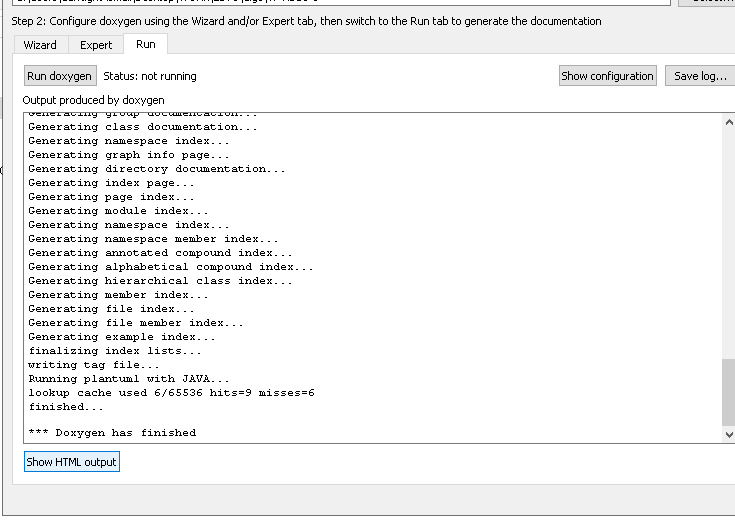 Step 2: Configure doxygen using the Wizard and/or Expert tab, then switch to the Run tab to generate the documentation
Wizard Expert Run
Run doxygen Status: not running Show configuration Save log...
Output produced by doxygen
Generating group documentation...
Generating class documentation...
Generating namespace index...
Generating graph info page...
Generating directory documentation...
Generating index page...
Generating page index...
Generating module index...
Generating namespace index...
Generating namespace member index...
Generating annotated compound index...
Generating alphabetical compound index...
Generating hierarchical class index...
Generating member index...
Generating file index...
Generating file member index...
Generating example index...
finalizing index lists...
writing tag file...
Running plantuml with JAVA...
lookup cache used 6/65536 hits=9 misses=6
finished...
*** Doxygen has finished
Show HTML output